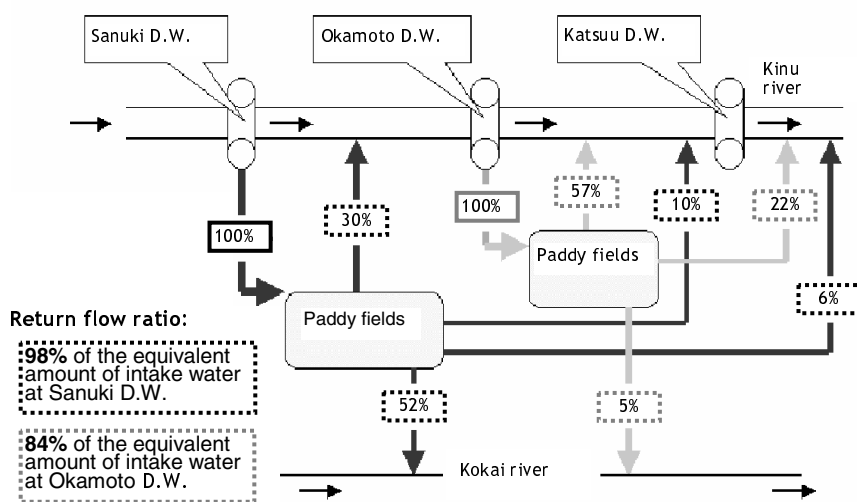 Sanuki D.W.
Okamoto D.W.
Katsuu D.W.
Kinu
river
100%
30%
100%
57%
10%
22%
6%
Paddy fields
Paddy fields
Return flow ratio:
98% of the equivalent
amount of intake water
at Sanuki D.W.
84% of the equivalent
amount of intake water
at Okamoto D.W.
52%
5%
Kokai river